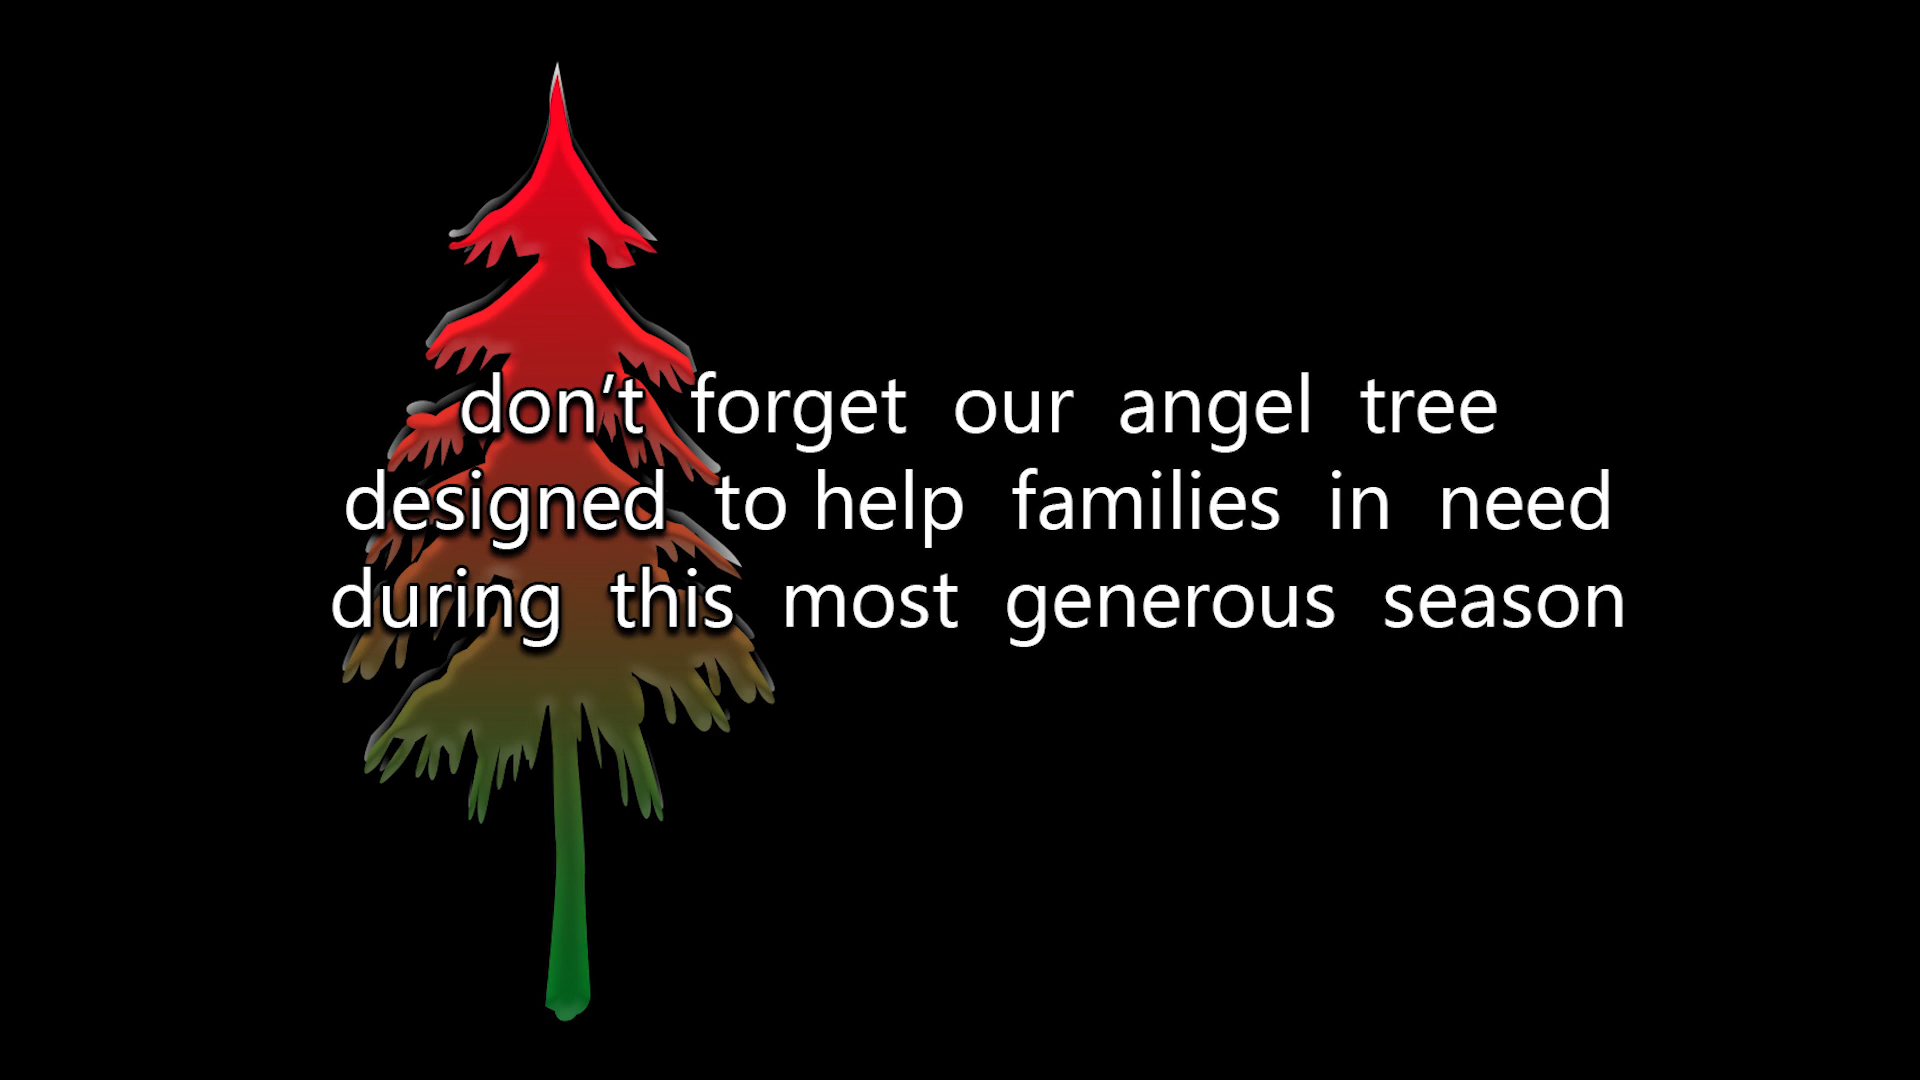 don’t forget our angel tree
designed to help families in need
during this most generous season